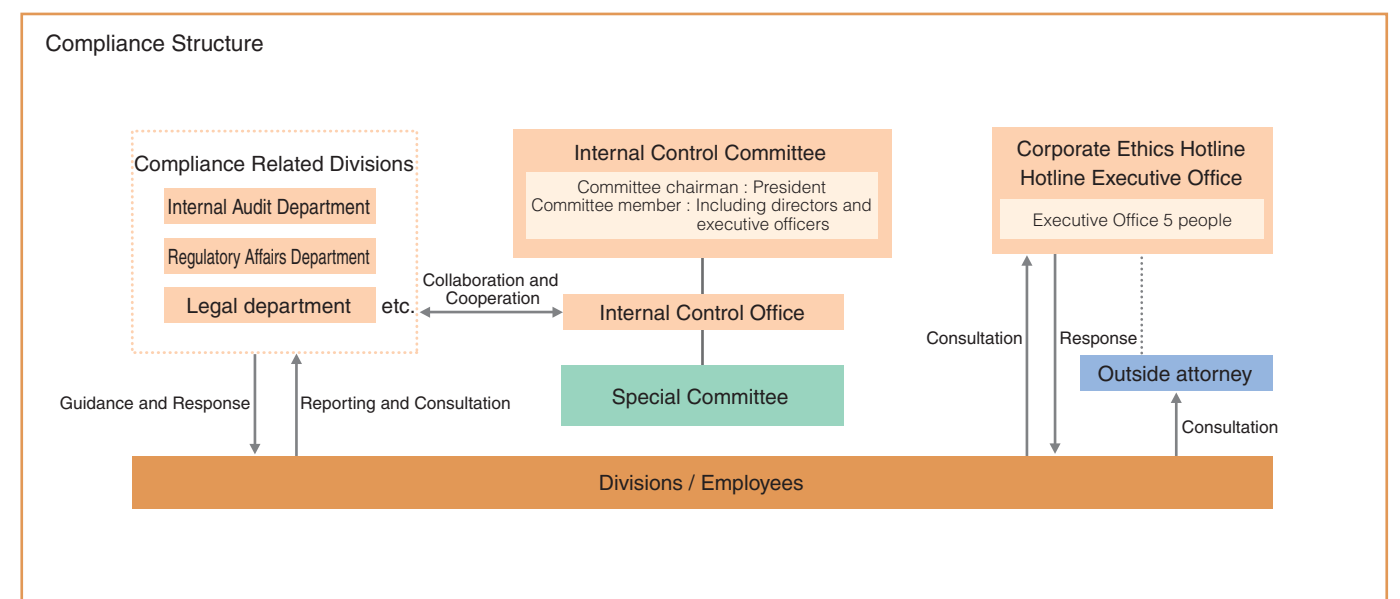 Compliance Structure
Compliance Related Divisions
Internal Audit Department
Regulatory Affairs Department
Legal department etc.
Collaboration and
Cooperation
Internal Control Committee
Committee chairman : President
Committee member : Including directors and
executive officers
Internal Control Office
Special Committee
Corporate Ethics Hotline
Hotline Executive Office
Executive Office 5 people
Consultation
Response
Outside attorney
Consultation
Guidance and Response
Reporting and Consultation
Divisions / Employees